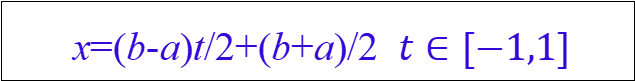 x=(b-a)t/2+(b+a)/2 t ∈ [−1,1]